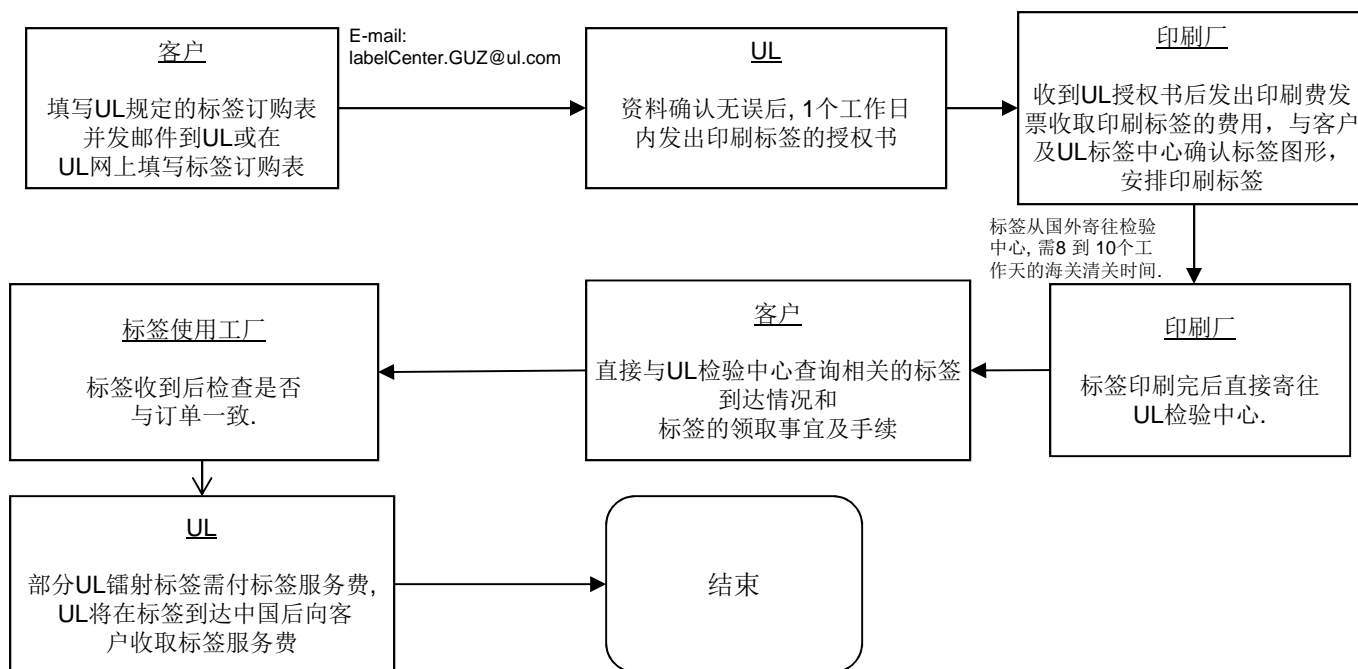 客户
填写UL规定的标签订购表
并发邮件到UL或在
UL网上填写标签订购表
E-mail:
labelCenter.GUZ@ul.com
UL
资料确认无误后, 1个工作日
内发出印刷标签的授权书
印刷厂
收到UL授权书后发出印刷费发
票收取印刷标签的费用，与客户
及UL标签中心确认标签图形，
安排印刷标签
标签从国外寄往检验
中心, 需8 到 10个工
作天的海关清关时间.
印刷厂
标签印刷完后直接寄往
UL检验中心.
客户
直接与UL检验中心查询相关的标签
到达情况和
标签的领取事宜及手续
标签使用工厂
标签收到后检查是否
与订单一致.
UL
部分UL镭射标签需付标签服务费,
UL将在标签到达中国后向客
户收取标签服务费
结束